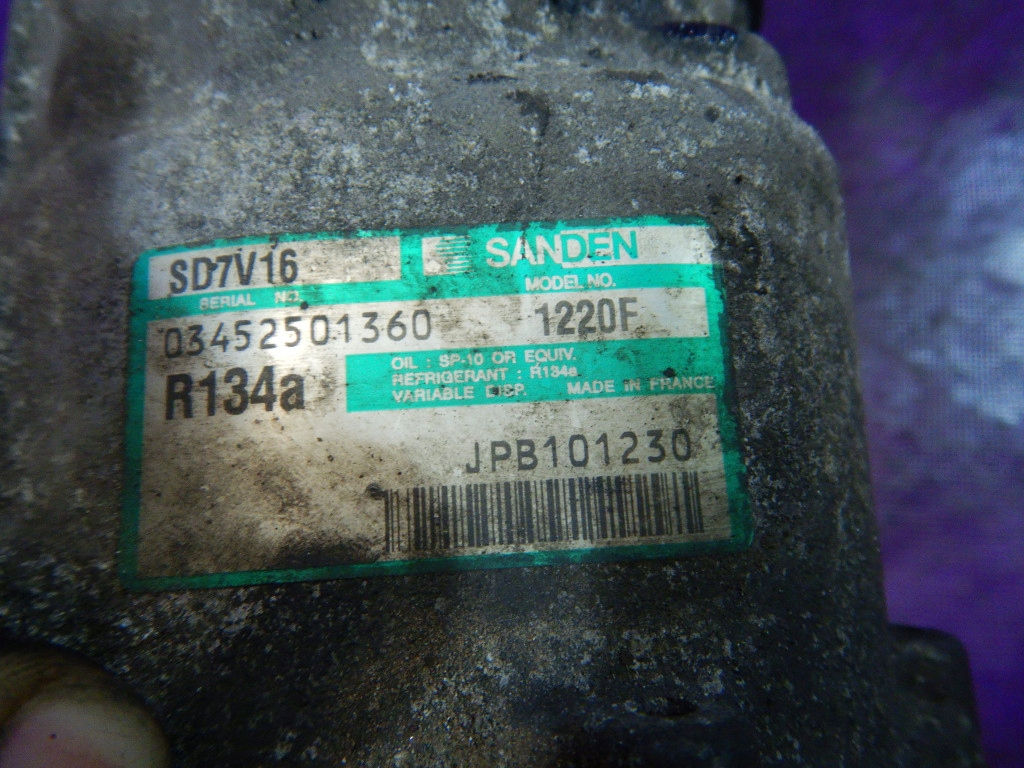 SD7V16 SANDEN
SERIAL NO. MODEL NO.
03452501360 1220F
R134a
OIL : SP-10 OR EQUIV.
REFRIGERANT : R134a
VARIABLE DISP. MADE IN FRANCE
JPB101230